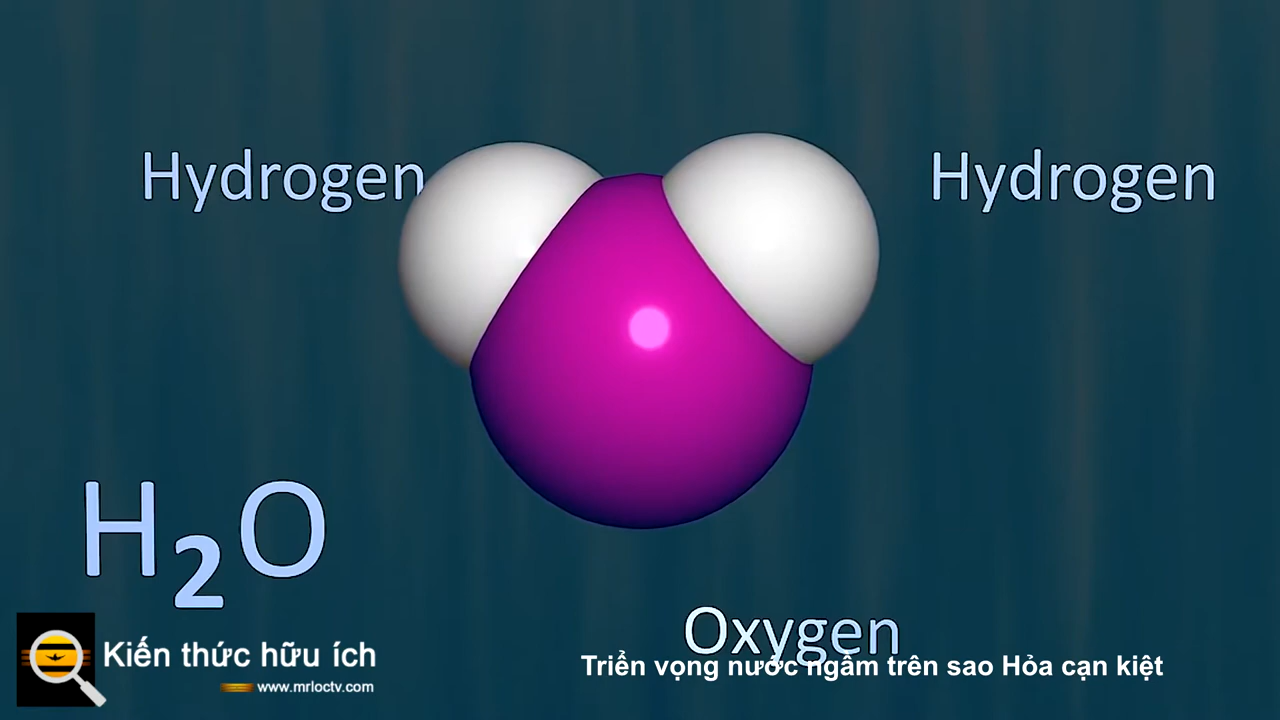 Hydrogen
Hydrogen
H₂O
Oxygen
Kiến thức hữu ích
www.mrloctv.com
Triển vọng nước ngầm trên sao Hỏa cạn kiệt